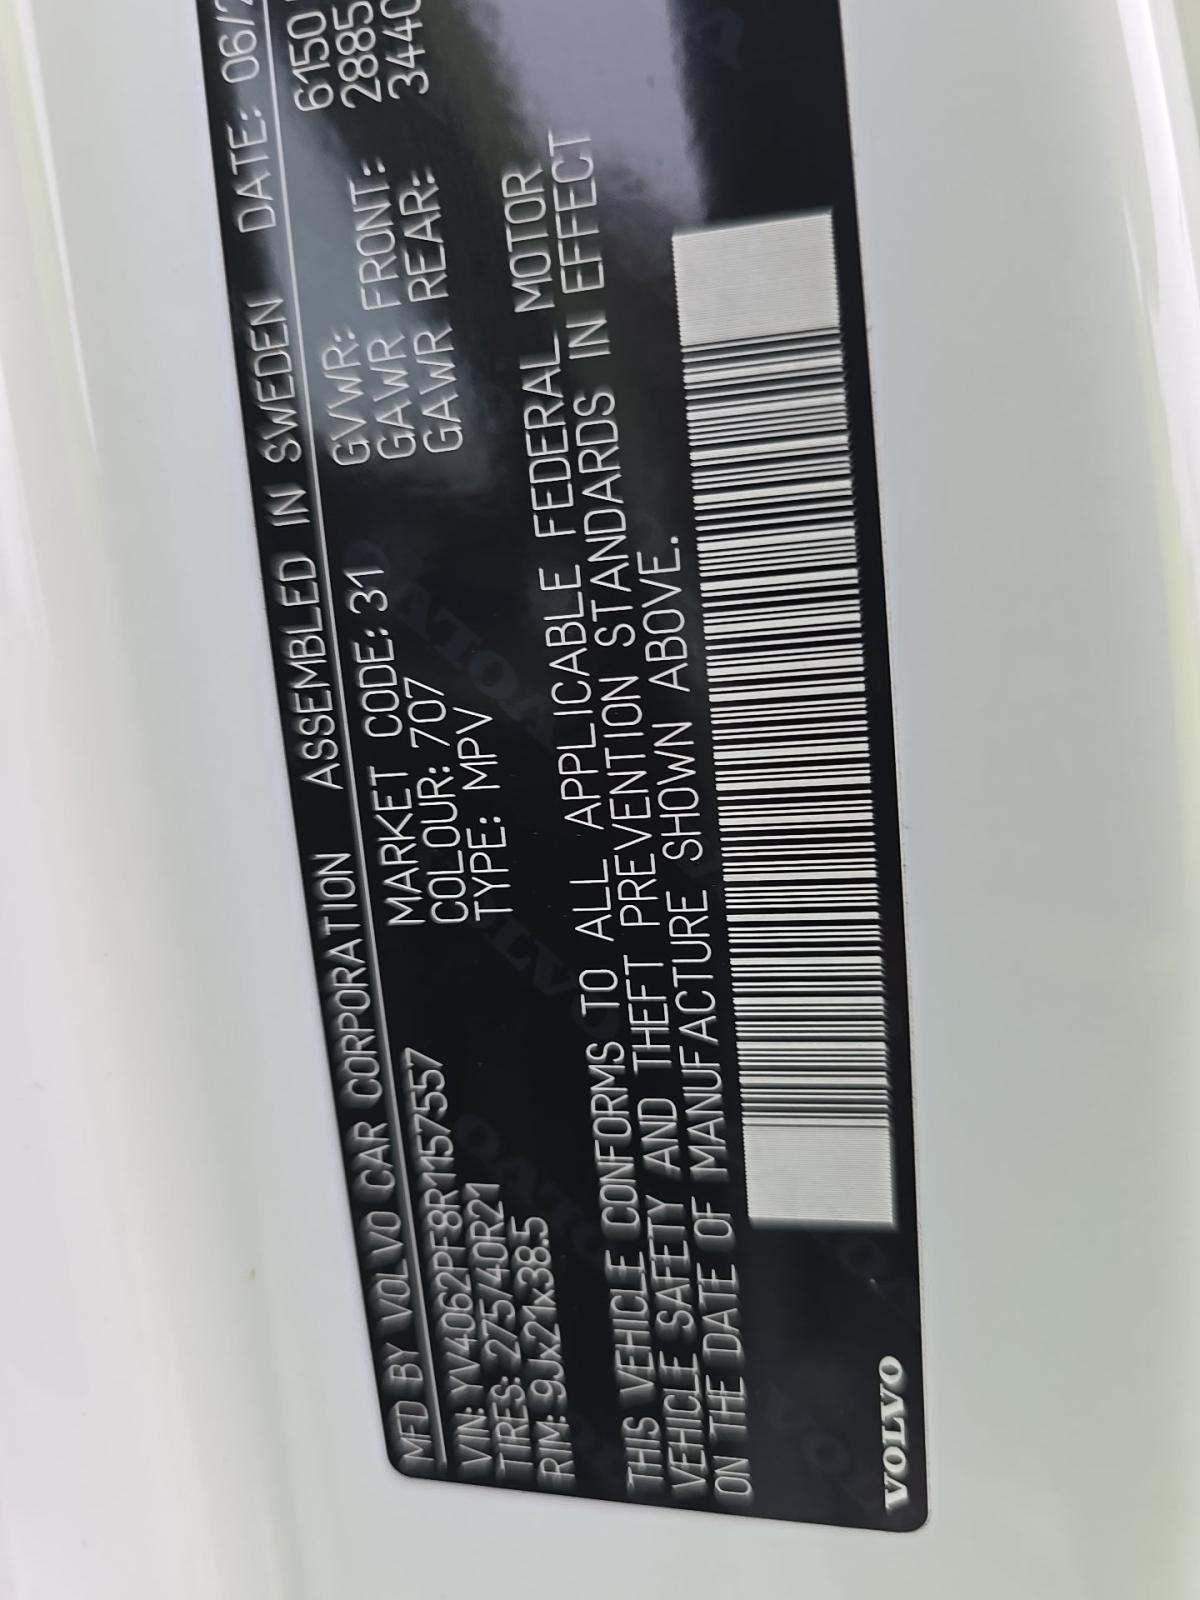 MFD BY VOLVO CAR CORPORATION ASSEMBLED IN SWEDEN DATE: 06/2
VIN: YV4062PF8R1157557 MARKET CODE: 31 GVWR: 6150
TIRES: 275/40R21 COLOUR: 707 GAWR FRONT: 2885
RIM: 9Jx21x38.5 TYPE: MPV GAWR REAR: 3440
THIS VEHICLE CONFORMS TO ALL APPLICABLE FEDERAL MOTOR
VEHICLE SAFETY AND THEFT PREVENTION STANDARDS IN EFFECT
ON THE DATE OF MANUFACTURE SHOWN ABOVE.
VOLVO